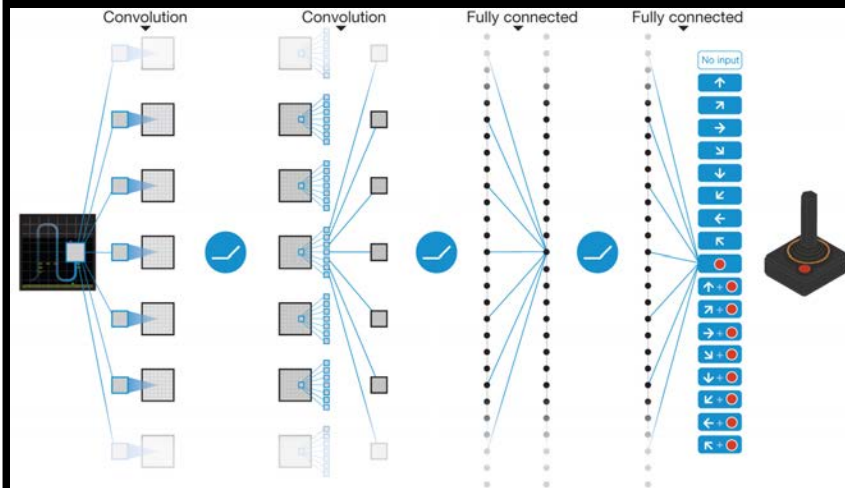 Convolution
Convolution
Fully connected
Fully connected
No input
+
+
+
+
+
+
+
+